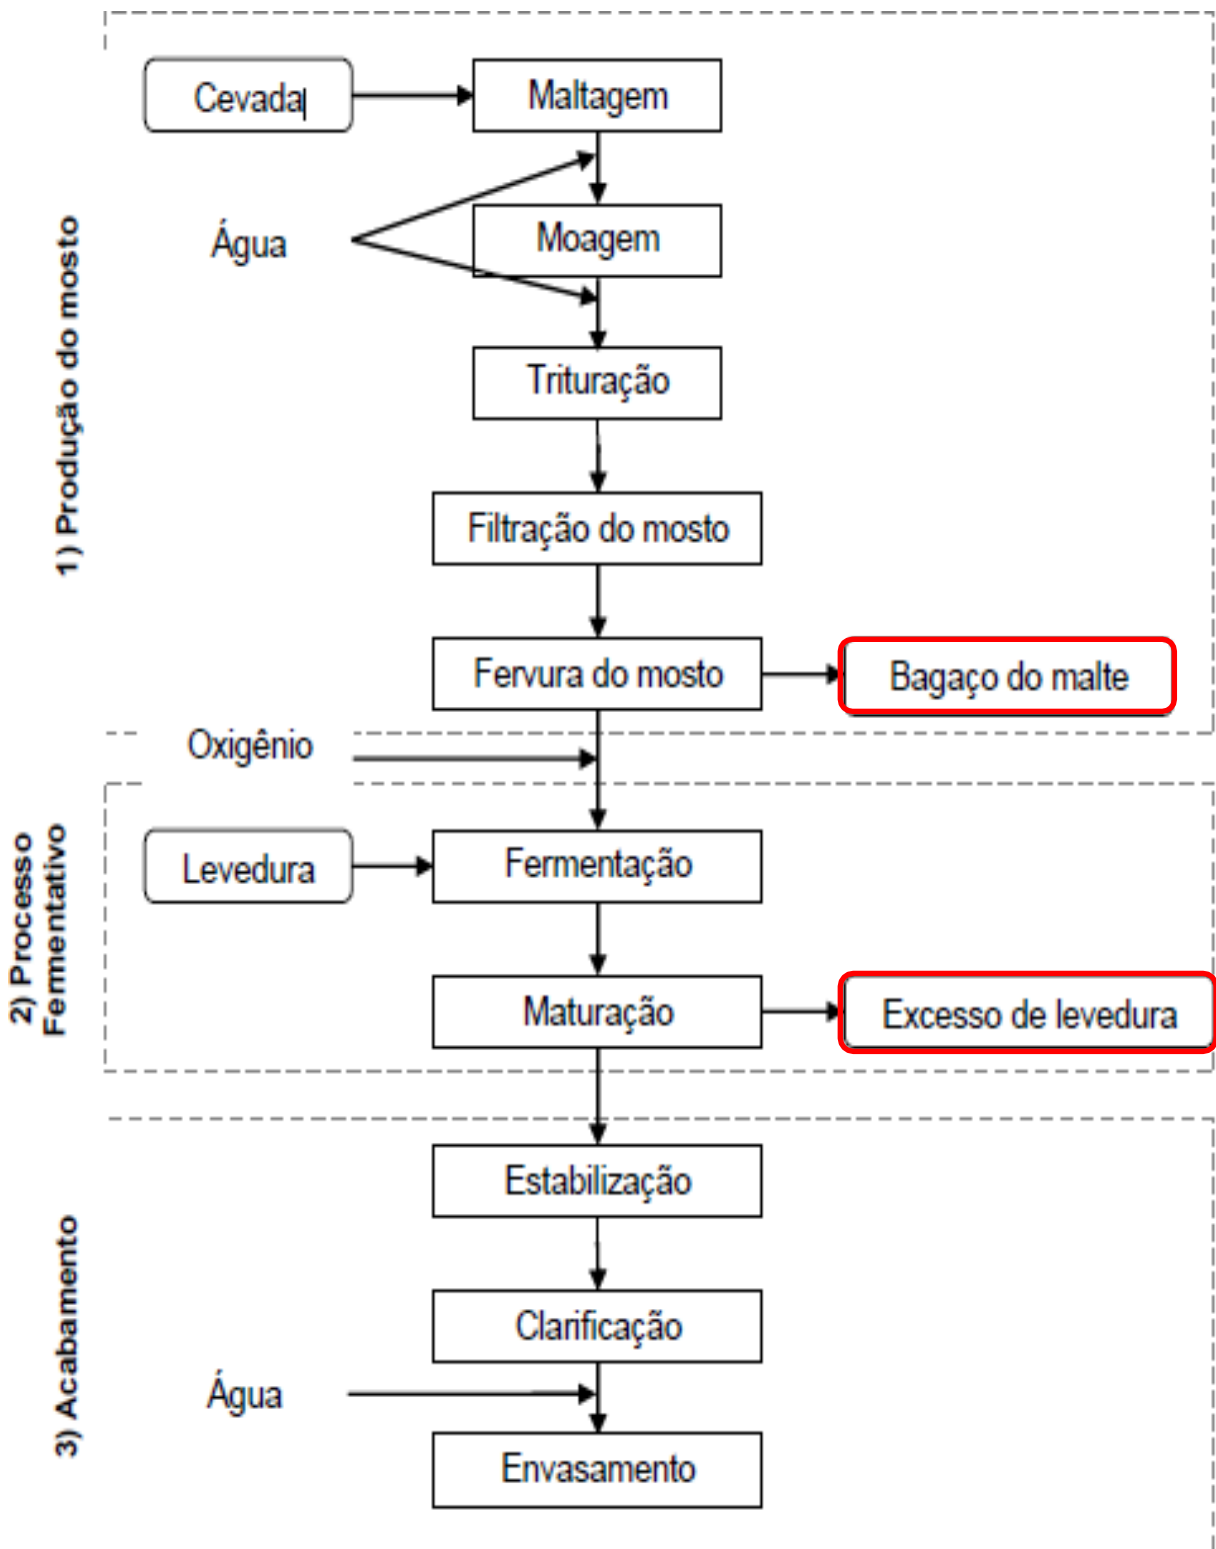 1) Produção do mosto
Cevada
Maltagem
Água
Moagem
Trituração
Filtração do mosto
Fervura do mosto
Bagaço do malte
Oxigênio
2) Processo
Fermentativo
Levedura
Fermentação
Maturação
Excesso de levedura
3) Acabamento
Estabilização
Clarificação
Água
Envasamento